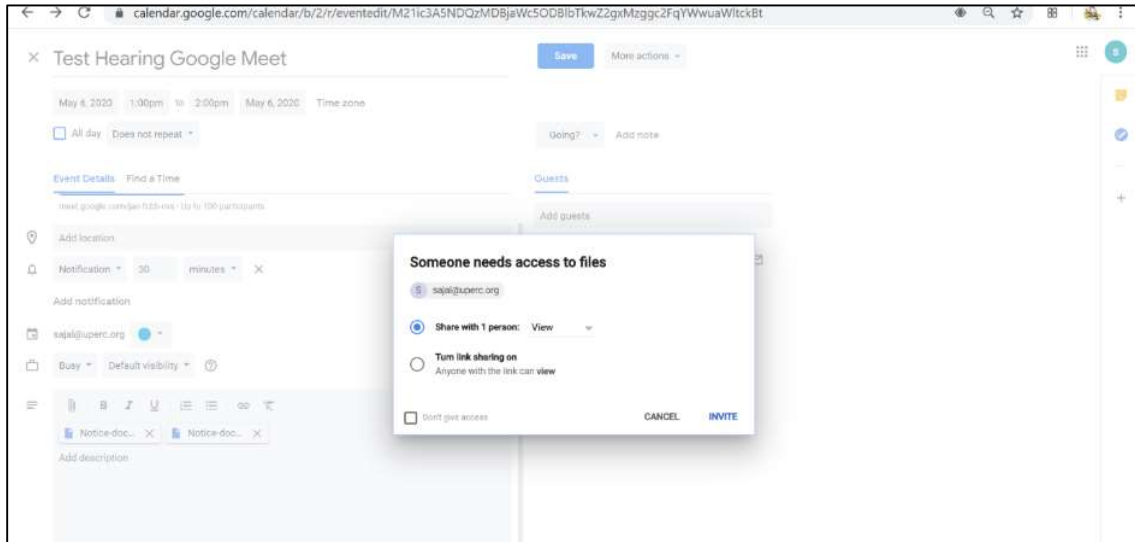 calendar.google.com/calendar/b/2/r/eventedit/M21ic3A5NDQzMDBjaWc5ODBlbTkwZ2gxMzggc2FqYWwuaWltckBt
Test Hearing Google Meet
Save
More actions
S
May 6, 2020 1:00pm to 2:00pm May 6, 2020 Time zone
All day Does not repeat
Going? Add note
Event Details Find a Time
Guests
Up to 100 participants
Add guests
Add location
Notification 30 minutes
Add notification
sajal@uperc.org
Busy Default visibility
B I U
Notice-doc... Notice-doc...
Add description
Someone needs access to files
S sajal@uperc.org
Share with 1 person: View
Turn link sharing on
Anyone with the link can view
Don't give access
CANCEL INVITE